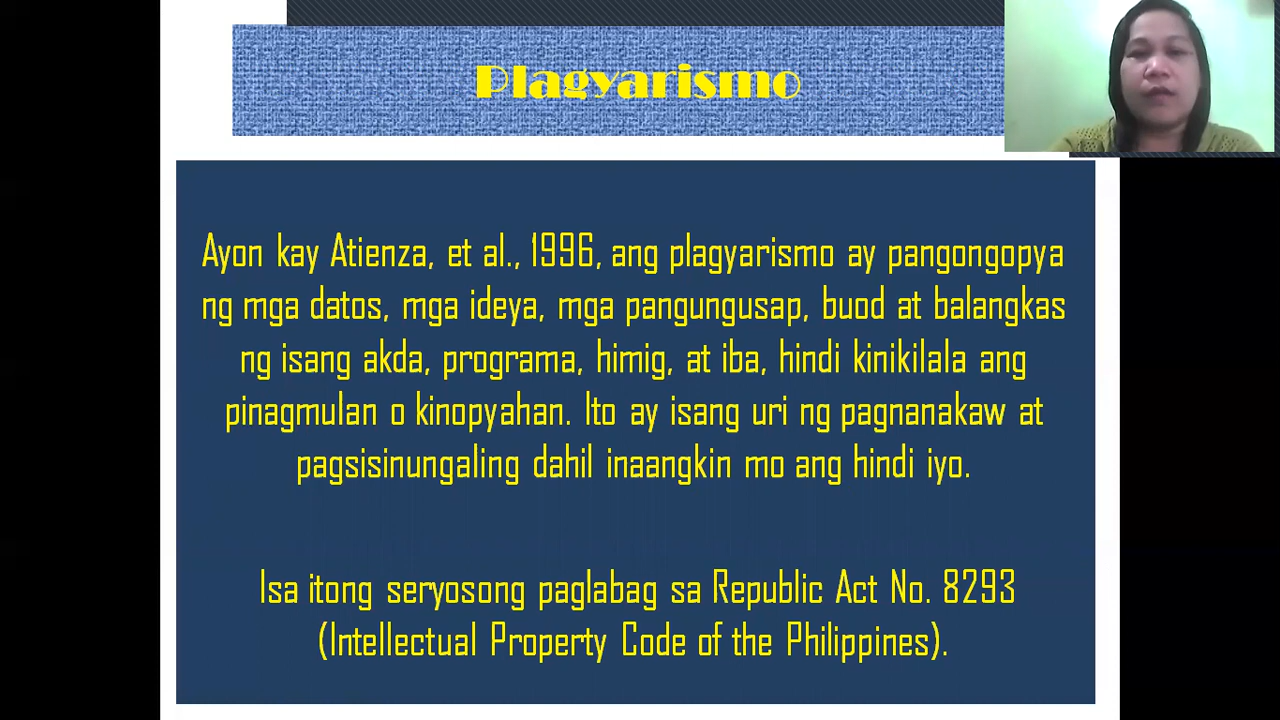 Plagyarismo
Ayon kay Atienza, et al., 1996, ang plagyarismo ay pangongopya
ng mga datos, mga ideya, mga pangungusap, buod at balangkas
ng isang akda, programa, himig, at iba, hindi kinikilala ang
pinagmulan o kinopyahan. Ito ay isang uri ng pagnanakaw at
pagsisinungaling dahil inaangkin mo ang hindi iyo.
Isa itong seryosong paglabag sa Republic Act No. 8293
(Intellectual Property Code of the Philippines).